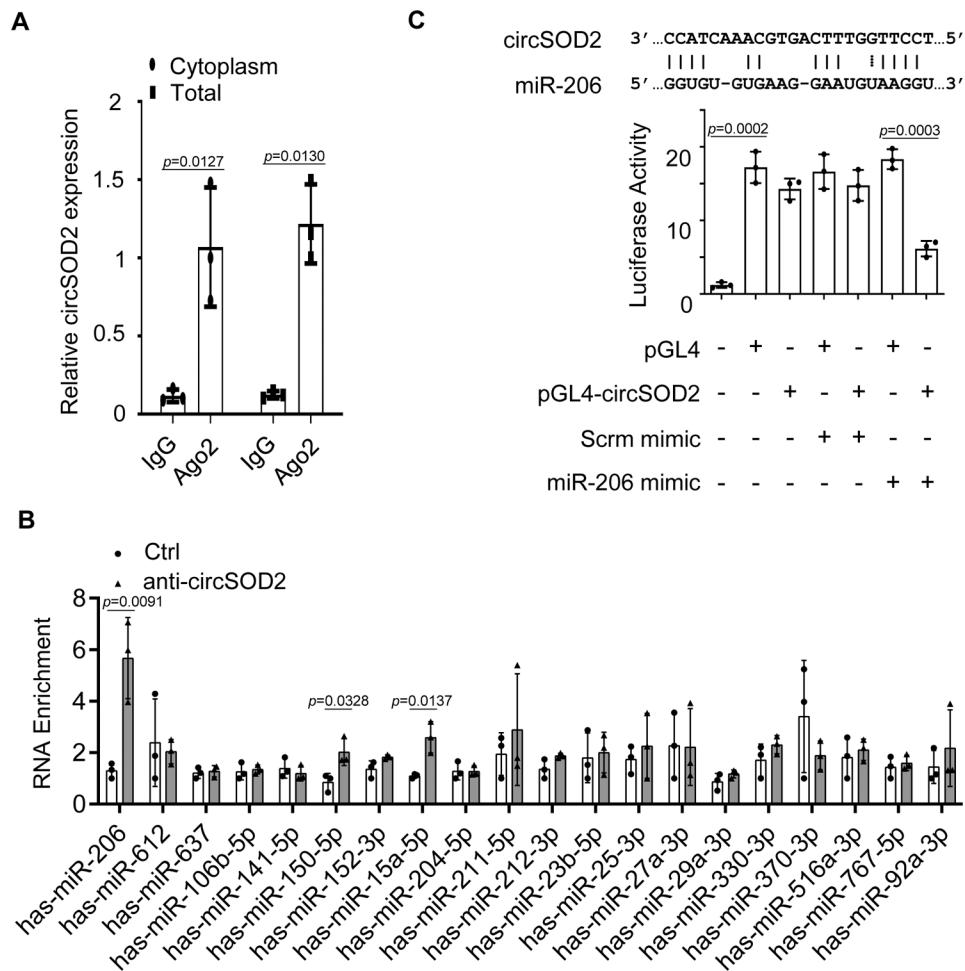 A
Cytoplasm
Total
Relative circSOD2 expression
2
1.5
1
0.5
0
p=0.0127
p=0.0130
IgG
Ago2
IgG
Ago2
C
circSOD2 3′ ...CCATCAAACGTGACTTTGGTTCCT...5′
miR-206 5′ ...GGUGU-GUGAAG-GAAUGUAAGGU...3′
Luciferase Activity
20
10
0
p=0.0002
p=0.0003
pGL4 - + - + - + -
pGL4-circSOD2 - - + - + - +
Scrm mimic - - - + + - -
miR-206 mimic - - - - - + +
B
Ctrl
anti-circSOD2
RNA Enrichment
8
6
4
2
0
p=0.0091
p=0.0328
p=0.0137
has-miR-206
has-miR-612
has-miR-637
has-miR-106b-5p
has-miR-141-5p
has-miR-150-5p
has-miR-152-3p
has-miR-15a-5p
has-miR-204-5p
has-miR-211-5p
has-miR-212-3p
has-miR-23b-5p
has-miR-25-3p
has-miR-27a-3p
has-miR-299a-3p
has-miR-330-3p
has-miR-370-3p
has-miR-516a-3p
has-miR-767-5p
has-miR-92a-3p